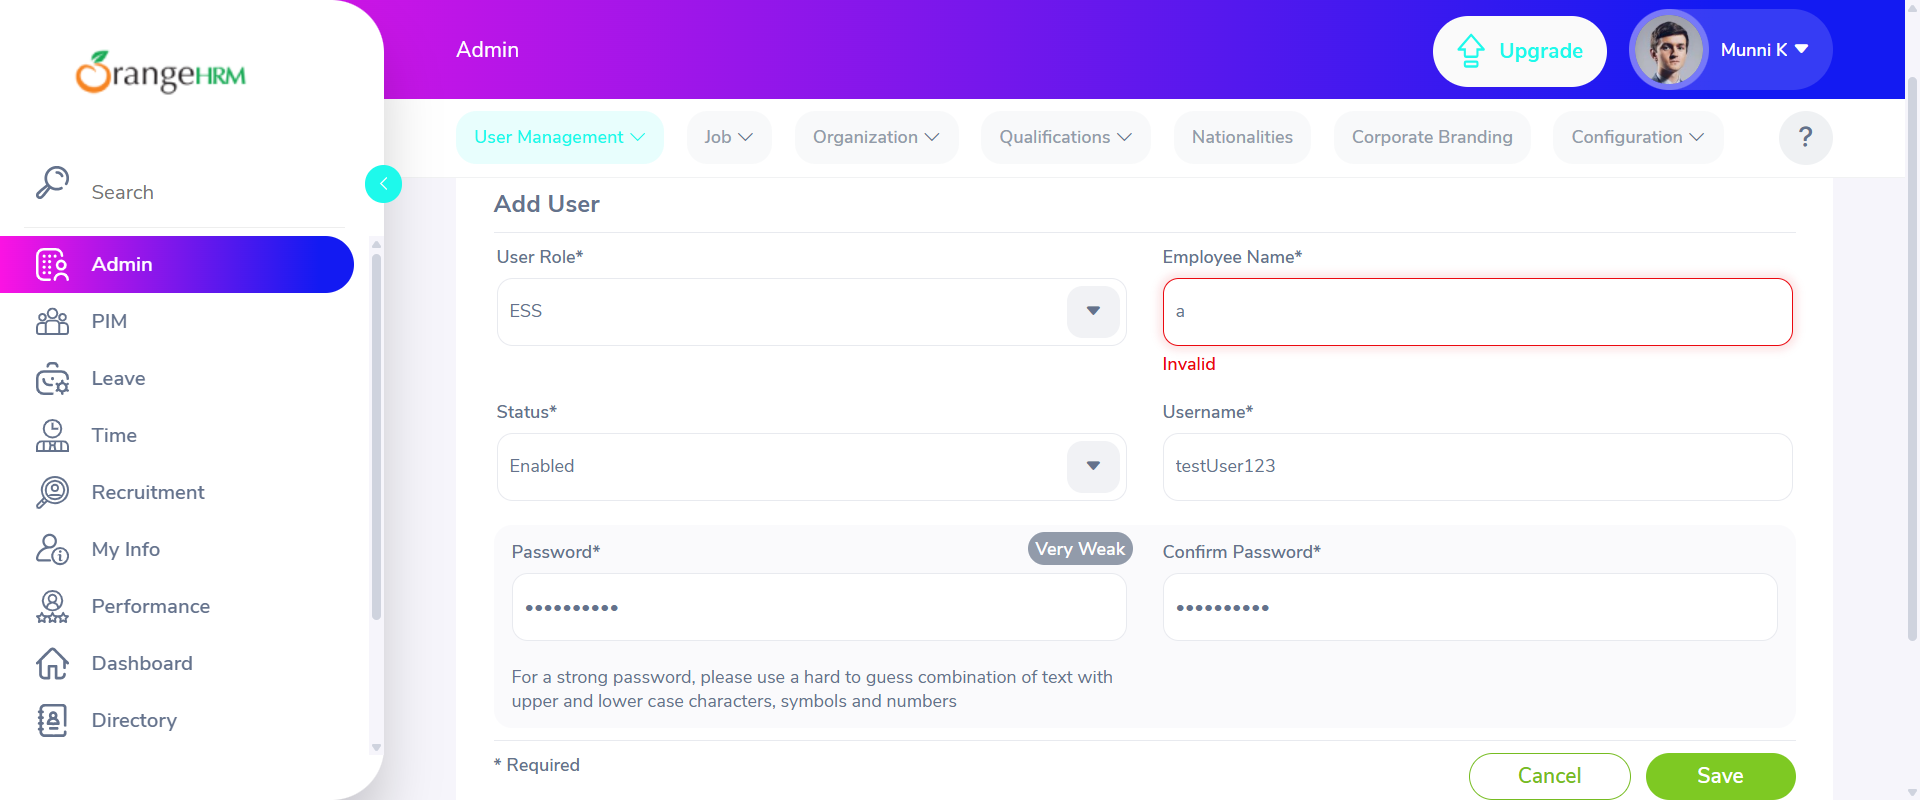 OrangeHRM
Search
Admin
PIM
Leave
Time
Recruitment
My Info
Performance
Dashboard
Directory
Admin
Upgrade
Munni K
User Management
Job
Organization
Qualifications
Nationalities
Corporate Branding
Configuration
?
Add User
User Role*
Employee Name*
ESS
a
Invalid
Status*
Username*
Enabled
testUser123
Password*
Very Weak
Confirm Password*
••••••••••
••••••••••
For a strong password, please use a hard to guess combination of text with
upper and lower case characters, symbols and numbers
* Required
Cancel
Save